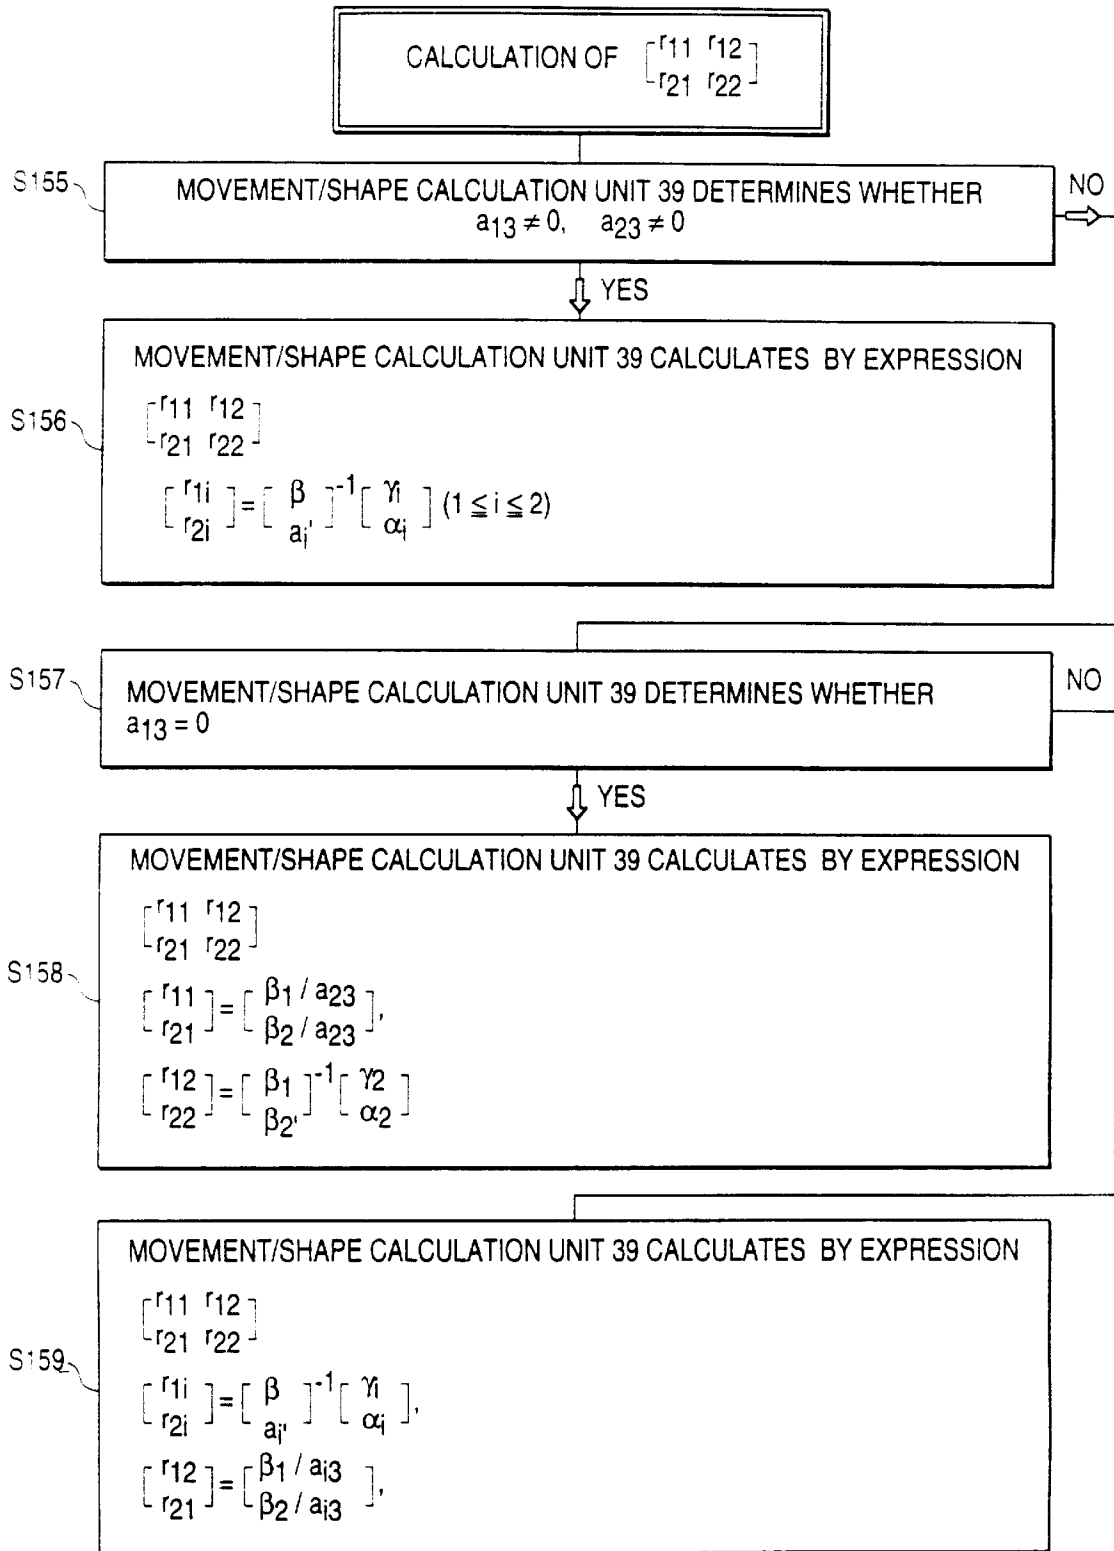 CALCULATION OF [r11 r12
r21 r22]
S155
MOVEMENT/SHAPE CALCULATION UNIT 39 DETERMINES WHETHER
a13 ≠ 0, a23 ≠ 0
NO
YES
S156
MOVEMENT/SHAPE CALCULATION UNIT 39 CALCULATES BY EXPRESSION
[r11 r12
r21 r22]
[r1i r2i] = [β ai']-1 [γi αi] (1 ≦ i ≦ 2)
S157
MOVEMENT/SHAPE CALCULATION UNIT 39 DETERMINES WHETHER
a13 = 0
NO
YES
S158
MOVEMENT/SHAPE CALCULATION UNIT 39 CALCULATES BY EXPRESSION
[r11 r12
r21 r22]
[r11 r21] = [β1 / a23 β2 / a23],
[r12 r22] = [β1 β2']-1 [γ2 α2]
S159
MOVEMENT/SHAPE CALCULATION UNIT 39 CALCULATES BY EXPRESSION
[r11 r12
r21 r22]
[r1i r2i] = [β ai']-1 [γi αi],
[r12 r21] = [β1 / ai3 β2 / ai3],